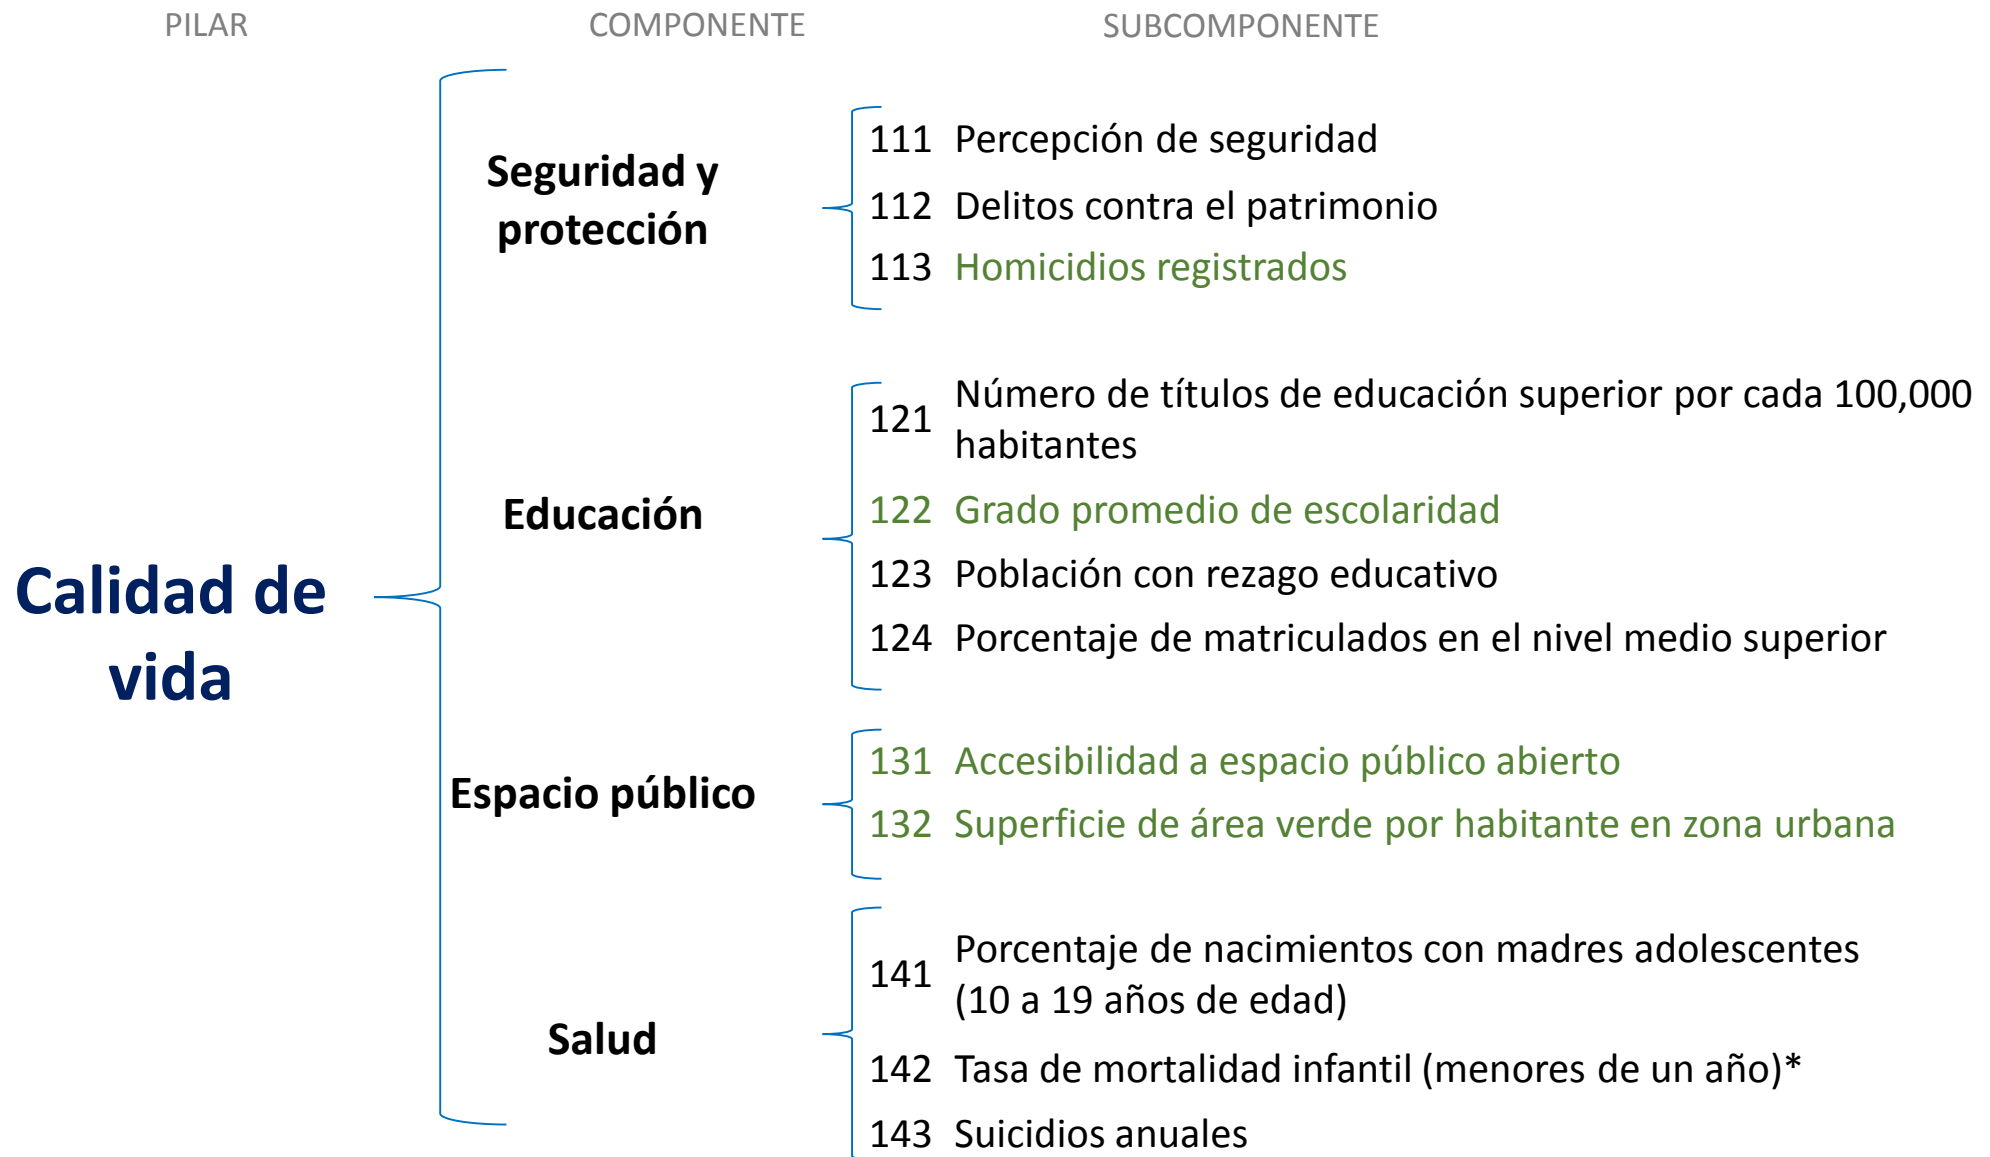 PILAR
COMPONENTE
SUBCOMPONENTE
Calidad de
vida
Seguridad y
protección
111 Percepción de seguridad
112 Delitos contra el patrimonio
113 Homicidios registrados
Educación
121 Número de títulos de educación superior por cada 100,000
habitantes
122 Grado promedio de escolaridad
123 Población con rezago educativo
124 Porcentaje de matriculados en el nivel medio superior
Espacio público
131 Accesibilidad a espacio público abierto
132 Superficie de área verde por habitante en zona urbana
Salud
141 Porcentaje de nacimientos con madres adolescentes
(10 a 19 años de edad)
142 Tasa de mortalidad infantil (menores de un año)*
143 Suicidios anuales